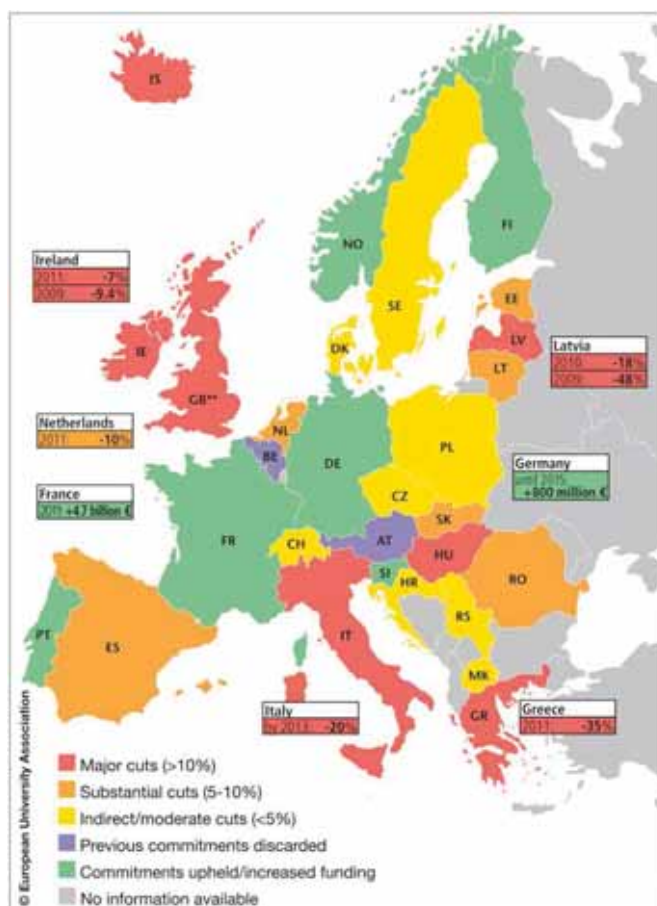 IS
NO
FI
SE
Ireland
2011: -7%
2009: -9.4%
EE
DK
LV
Latvia
2010: -18%
2009: -48%
IE
LT
GB**
Netherlands
2011: -10%
NL
BE
DE
PL
Germany
until 2015:
+800 million €
France
2011: +4.7 billion €
CZ
SK
FR
CH
AT
HU
SI
HR
RO
PT
ES
IT
RS
MK
Italy
by 2013: -20%
GR
Greece
2011: -35%
Major cuts (>10%)
Substantial cuts (5-10%)
Indirect/moderate cuts (<5%)
Previous commitments discarded
Commitments upheld/increased funding
No information available
© European University Association